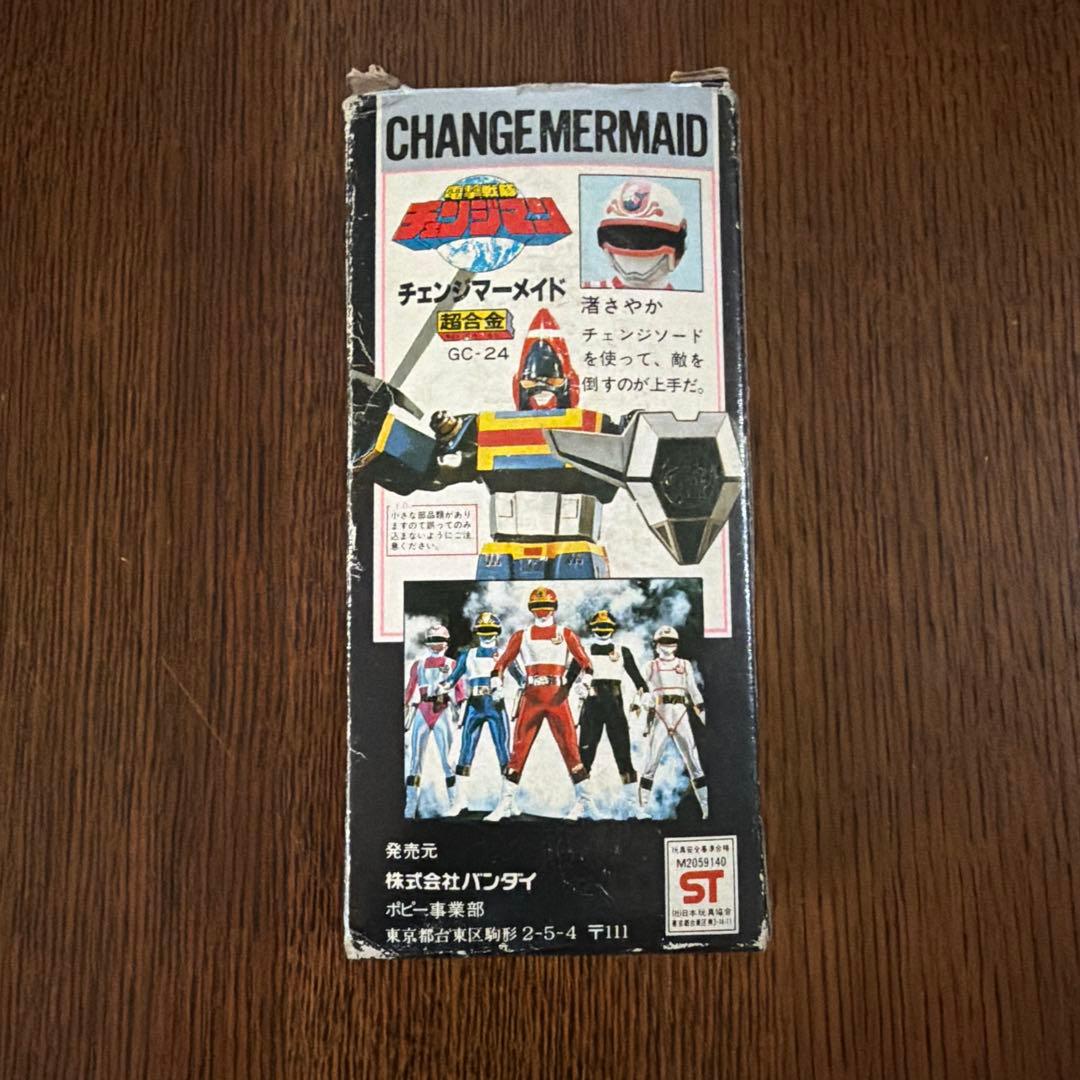 CHANGEMERMAID
電撃戦隊
チェンジマン
チェンジマーメイド
超合金
GC-24
渚さやか
チェンジソード
を使って、敵を
倒すのが上手だ。
小さな部品類があり
ますので誤ってのみ
込まないようにご注
意ください。
発売元
株式会社バンダイ
ポピー事業部
東京都台東区駒形2-5-4 〒111
玩具安全基準合格
M2059140
ST
(社)日本玩具協会